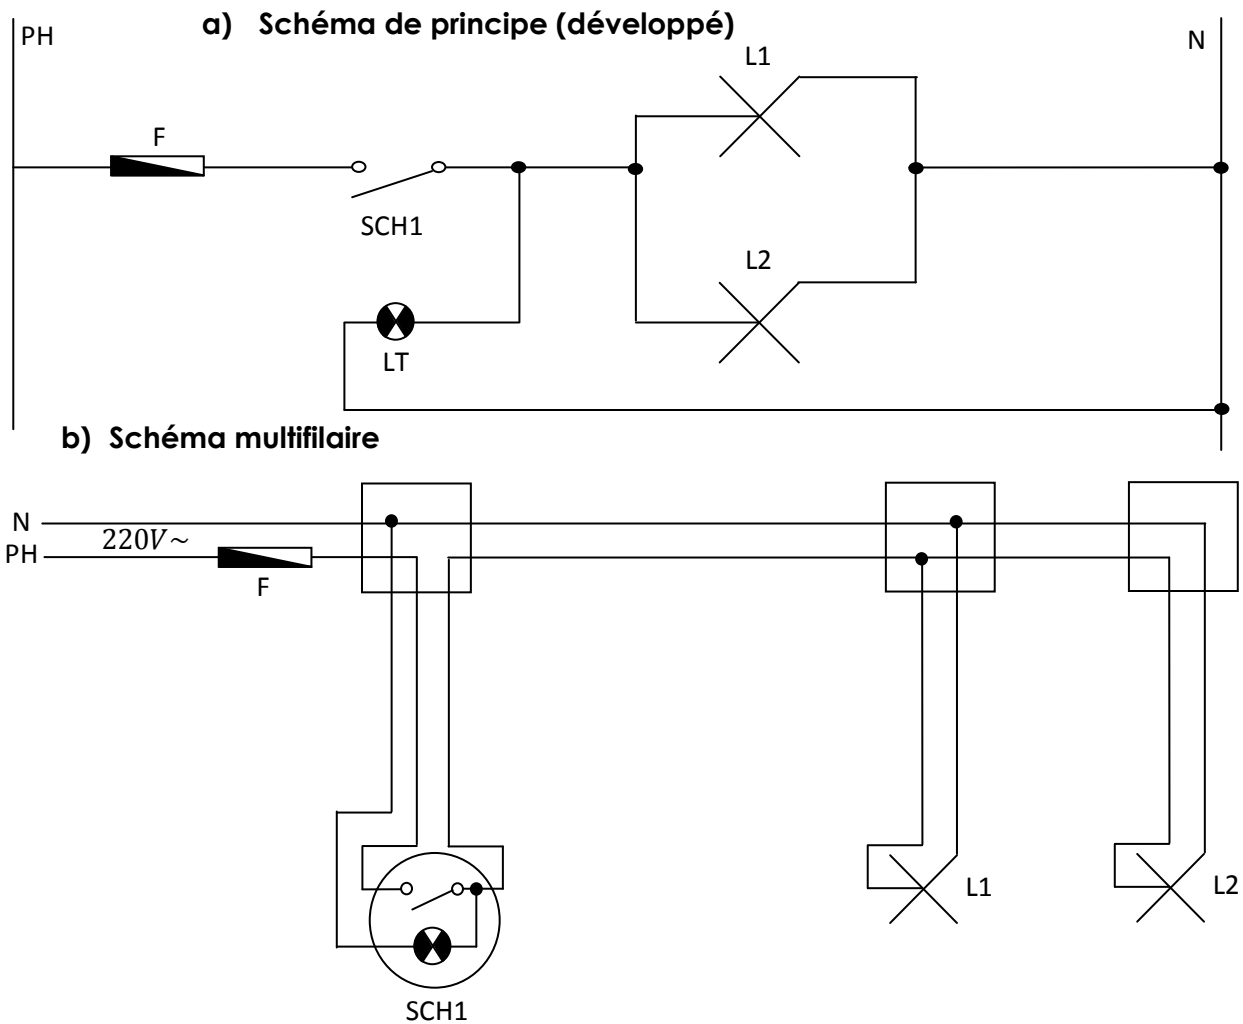 a) Schéma de principe (développé)
PH
N
L1
F
SCH1
L2
LT
b) Schéma multifilaire
N
220V~
PH
F
L1
L2
SCH1